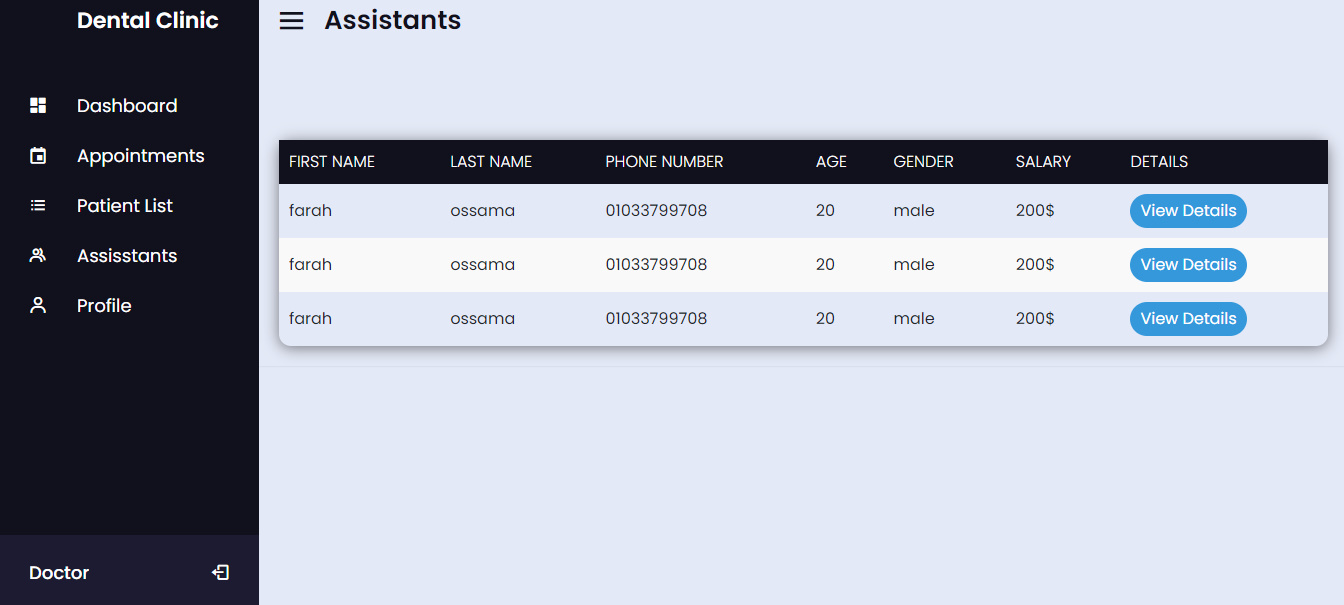 Dental Clinic
Dashboard
Appointments
Patient List
Assisstants
Profile
Doctor
Assistants
FIRST NAME LAST NAME PHONE NUMBER AGE GENDER SALARY DETAILS
farah ossama 01033799708 20 male 200$ View Details
farah ossama 01033799708 20 male 200$ View Details
farah ossama 01033799708 20 male 200$ View Details